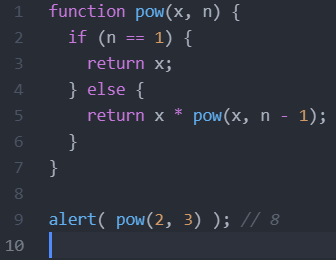 1 function pow(x, n) {
2   if (n == 1) {
3     return x;
4   } else {
5     return x * pow(x, n - 1);
6   }
7 }
8
9 alert( pow(2, 3) ); // 8
10